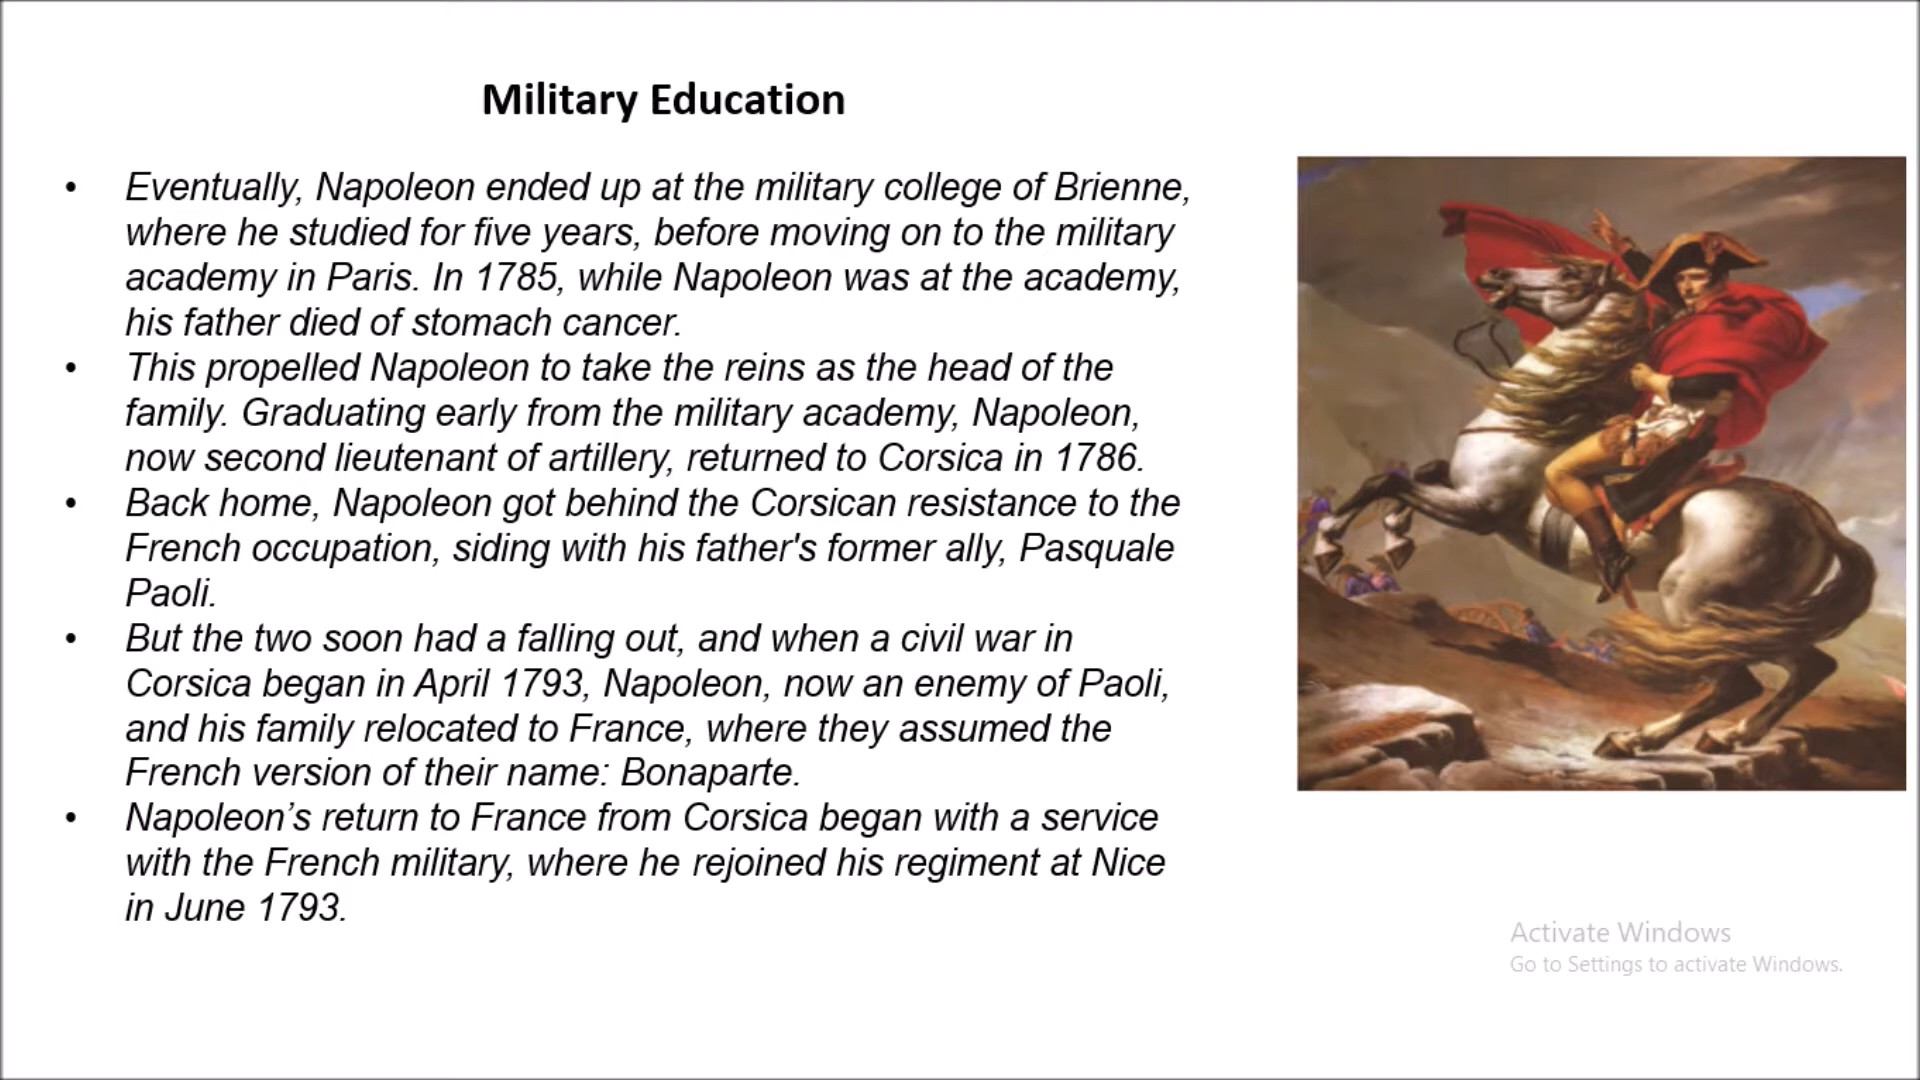 Military Education
• Eventually, Napoleon ended up at the military college of Brienne,
where he studied for five years, before moving on to the military
academy in Paris. In 1785, while Napoleon was at the academy,
his father died of stomach cancer.
• This propelled Napoleon to take the reins as the head of the
family. Graduating early from the military academy, Napoleon,
now second lieutenant of artillery, returned to Corsica in 1786.
• Back home, Napoleon got behind the Corsican resistance to the
French occupation, siding with his father's former ally, Pasquale
Paoli.
• But the two soon had a falling out, and when a civil war in
Corsica began in April 1793, Napoleon, now an enemy of Paoli,
and his family relocated to France, where they assumed the
French version of their name: Bonaparte.
• Napoleon’s return to France from Corsica began with a service
with the French military, where he rejoined his regiment at Nice
in June 1793.
Activate Windows
Go to Settings to activate Windows.